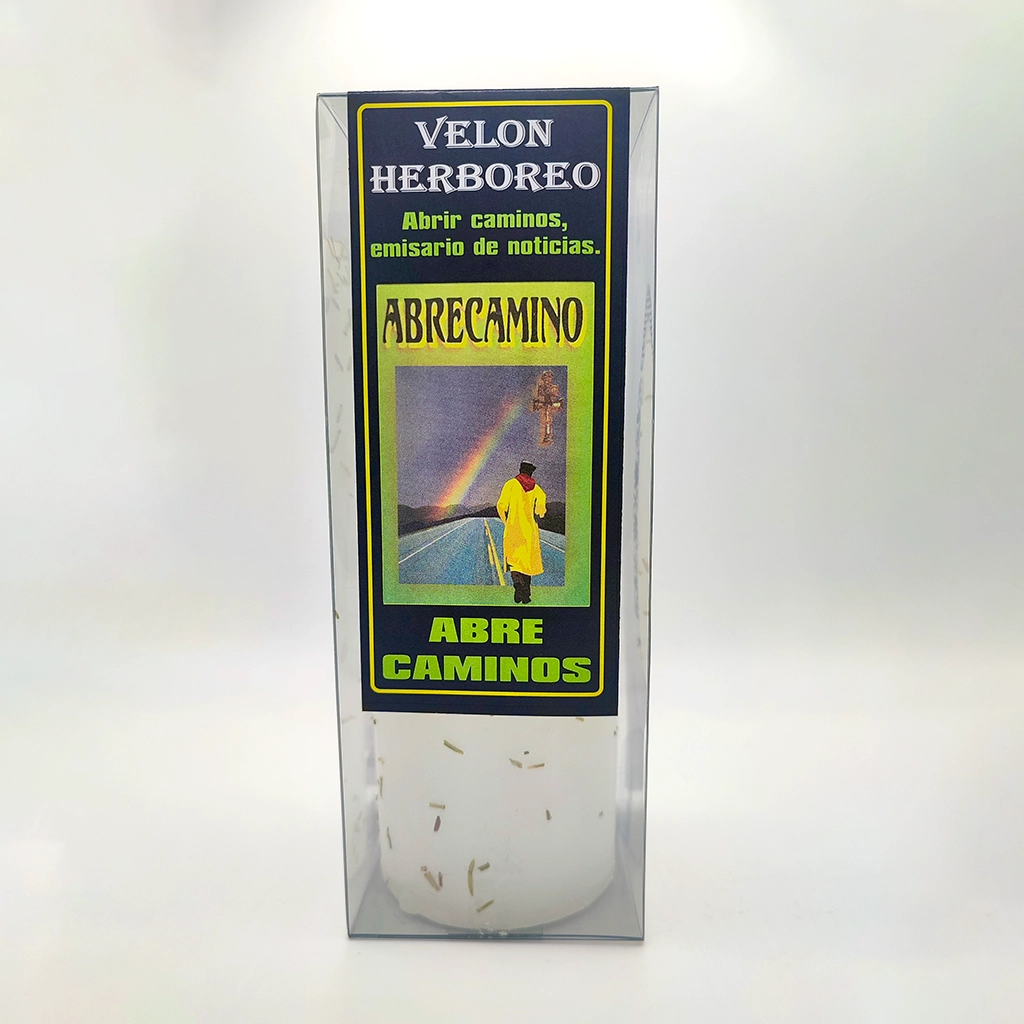 VELON
HERBOREO
Abrir caminos,
emisario de noticias.
ABRECAMINO
ABRE
CAMINOS